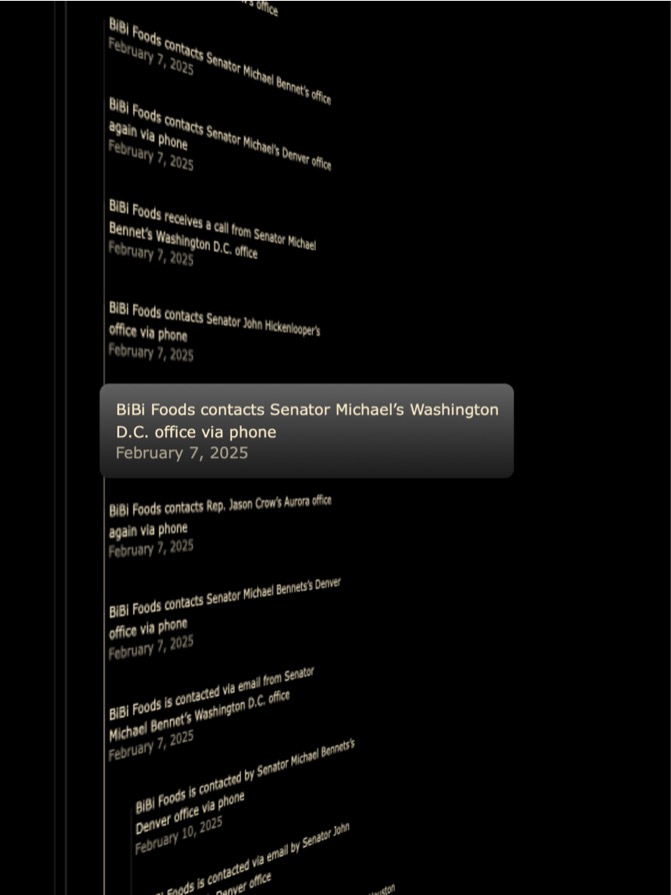 office
BiBi Foods contacts Senator Michael Bennet's office
February 7, 2025
BiBi Foods contacts Senator Michael's Denver office
again via phone
February 7, 2025
BiBi Foods receives a call from Senator Michael
Bennet's Washington D.C. office
February 7, 2025
BiBi Foods contacts Senator John Hickenlooper's
office via phone
February 7, 2025
BiBi Foods contacts Senator Michael’s Washington
D.C. office via phone
February 7, 2025
BiBi Foods contacts Rep. Jason Crow's Aurora office
again via phone
February 7, 2025
BiBi Foods contacts Senator Michael Bennets's Denver
office via phone
February 7, 2025
BiBi Foods is contacted via email from Senator
Michael Bennet's Washington D.C. office
February 7, 2025
BiBi Foods is contacted by Senator Michael Bennets's
Denver office via phone
February 10, 2025
Foods is contacted via email by Senator John
Denver office